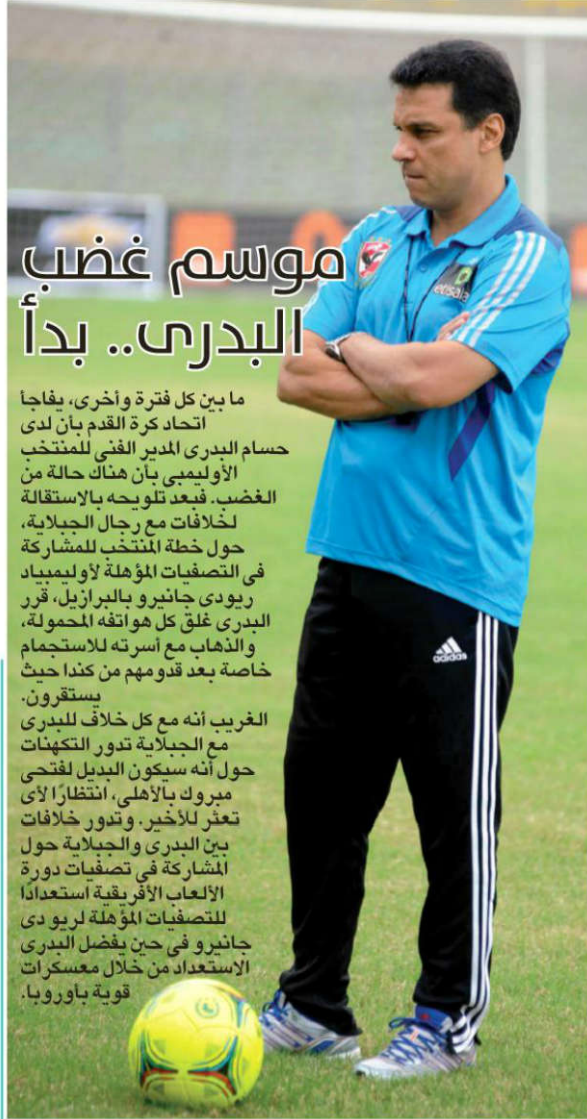 موسم غضب
البدرى.. بدأ
ما بين كل فترة وأخرى، يفاجأ
اتحاد كرة القدم بأن لدى
حسام البدرى المدير الفنى للمنتخب
الأوليمبى بأن هناك حالة من
الغضب. فبعد تلويحه بالاستقالة
لخلافات مع رجال الجبلاية،
حول خطة المنتخب للمشاركة
فى التصفيات المؤهلة لأوليمبياد
ريودى جانيرو بالبرازيل، قرر
البدرى غلق كل هواتفه المحمولة،
والذهاب مع أسرته للاستجمام
خاصة بعد قدومهم من كندا حيث
يستقرون.
الغريب أنه مع كل خلاف للبدرى
مع الجبلاية تدور التكهنات
حول أنه سيكون البديل لفتحى
مبروك بالأهلى، انتظارًا لأى
تعثر للأخير. وتدور خلافات
بين البدرى والجبلاية حول
المشاركة فى تصفيات دورة
الألعاب الأفريقية استعدادًا
للتصفيات المؤهلة لريو دى
جانيرو فى حين يفضل البدرى
الاستعداد من خلال معسكرات
قوية بأوروبا.
adidas